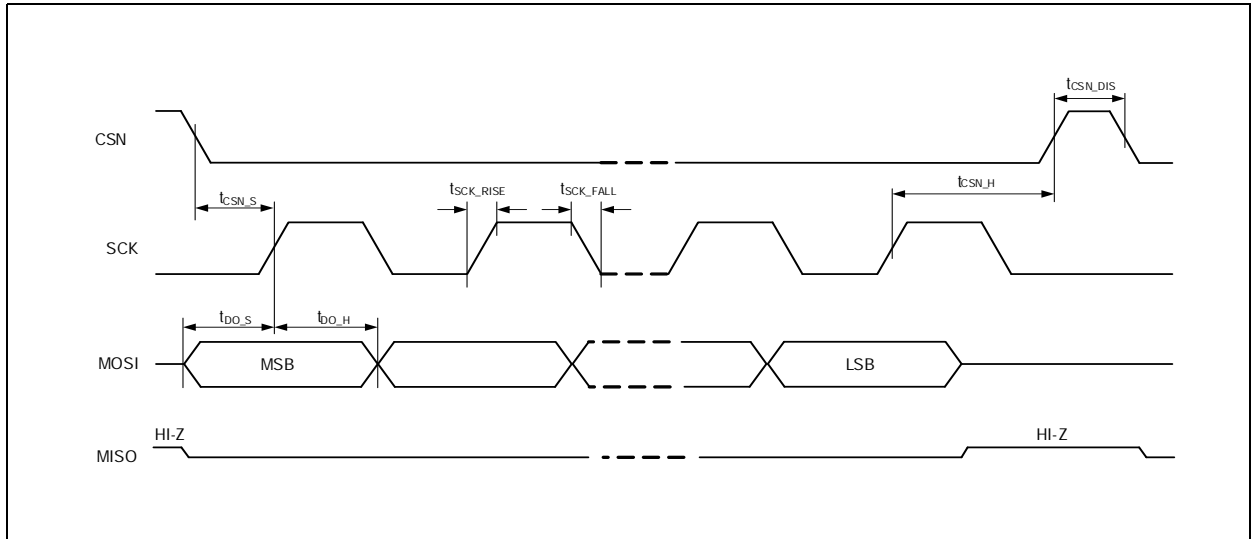 tCSN_DIS
CSN
tCSN_H
tCSN_S
tSCK_RISE
tSCK_FALL
SCK
tDO_S
tDO_H
MOSI
MSB
LSB
HI-Z
HI-Z
MISO